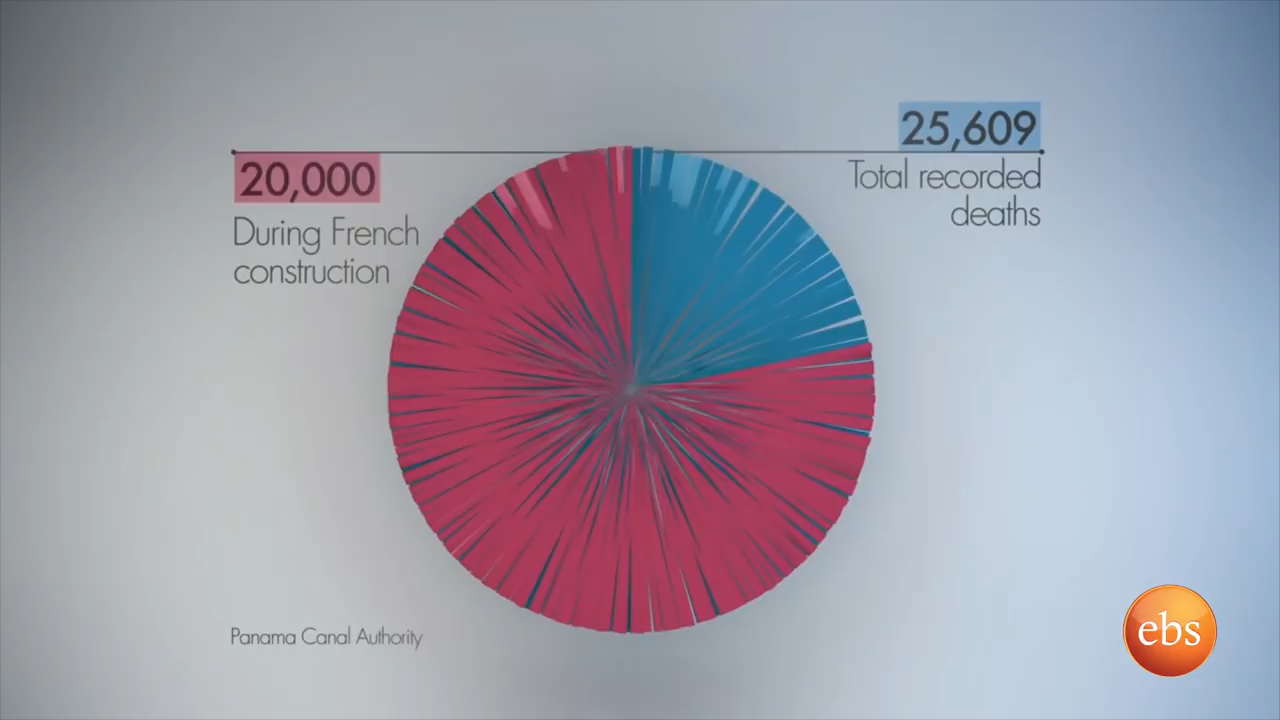 20,000
During French
construction
25,609
Total recorded
deaths
Panama Canal Authority
ebs